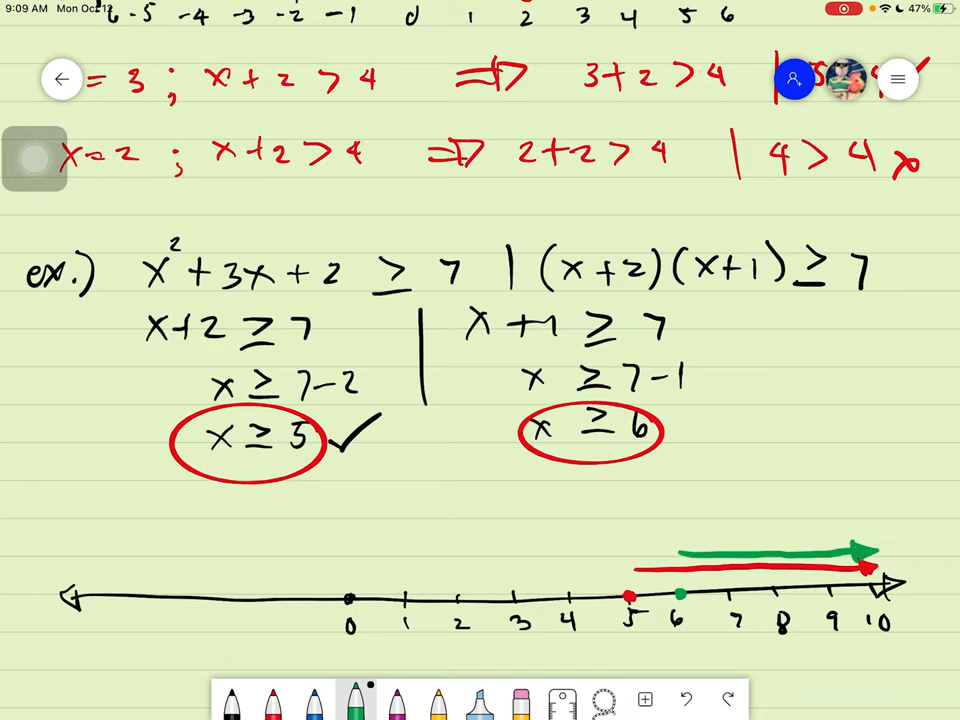 9:09 AM Mon Oct 12 47%
-5 -4 -3 -2 -1 0 1 2 3 4 5 6
= 3 ; x + 2 > 4 ⟹ 3 + 2 > 4 |
x = 2 ; x + 2 > 4 ⟹ 2 + 2 > 4 | 4 > 4 x
ex.) x² + 3x + 2 ≥ 7 | (x + 2)(x + 1) ≥ 7
x + 2 ≥ 7 | x + 1 ≥ 7
x ≥ 7 - 2 x ≥ 7 - 1
x ≥ 5 ✓ x ≥ 6
0 1 2 3 4 5 6 7 8 9 10